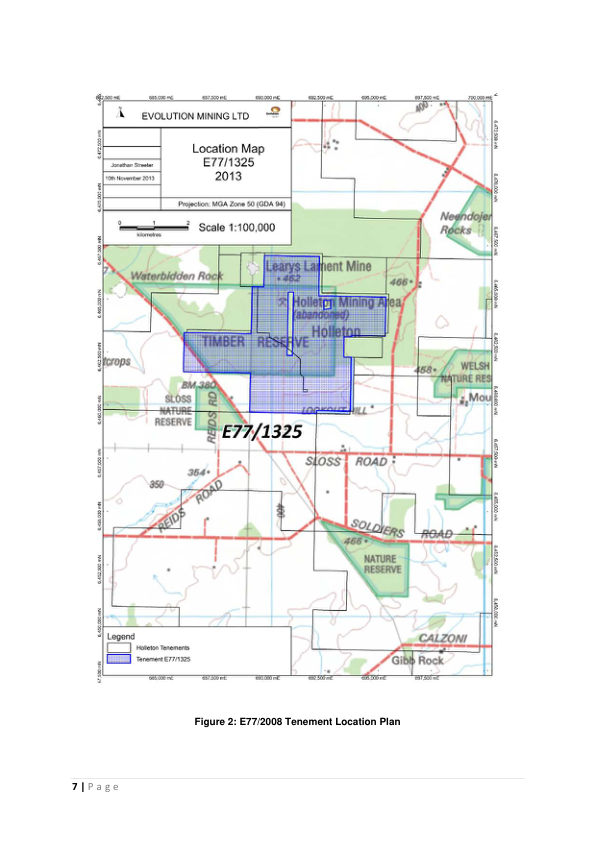 685,000 mE 687,500 mE 690,000 mE 692,500 mE 695,000 mE 697,500 mE 700,000 mE
EVOLUTION MINING LTD
Location Map
E77/1325
2013
Jonathan Streeter
19th November 2013
Projection: MGA Zone 50 (GDA 94)
0 1 2
kilometres
Scale 1:100,000
400
Neendojer
Rocks
Learys Lament Mine
462
Waterbidden Rock
466
Holleton Mining Area
(abandoned)
Holleton
TIMBER RESERVE
tcrops
458
WELSH
NATURE RES
BM 380
Mou
SLOSS
NATURE
RESERVE
REIDS RD
LOOKOUT HILL
E77/1325
SLOSS ROAD
354
350
REIDS ROAD
400
SOLDIERS ROAD
466
NATURE
RESERVE
CALZONI
Gibb Rock
Legend
Holleton Tenements
Tenement E77/1325
685,000 mE 687,500 mE 690,000 mE 692,500 mE 695,000 mE 697,500 mE
Figure 2: E77/2008 Tenement Location Plan
7 | Page